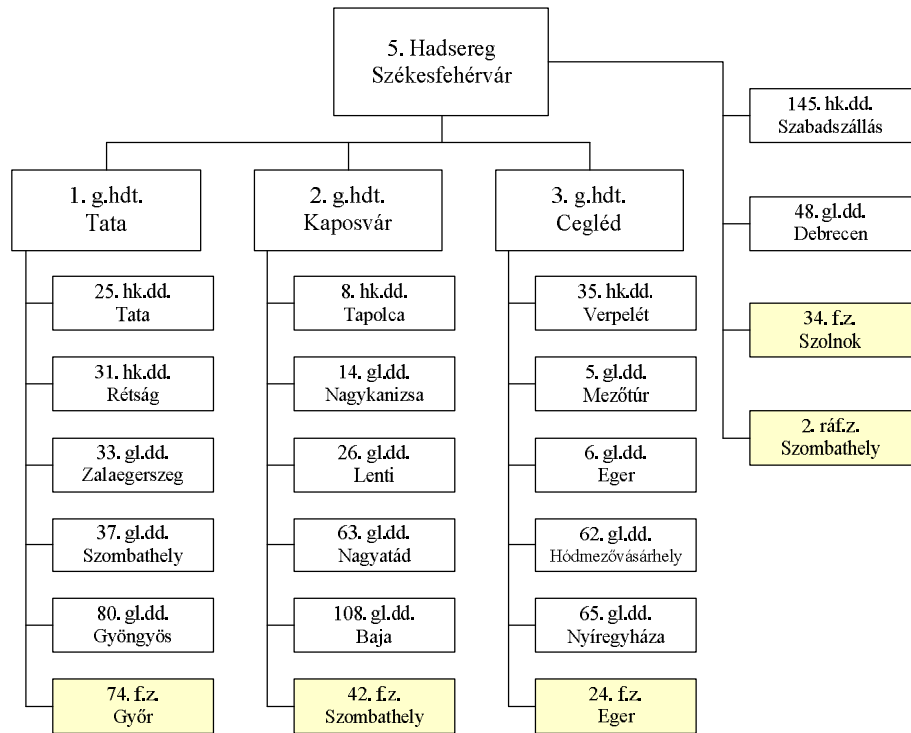 5. Hadsereg
Székesfehérvár
1. g.hdt.
Tata
25. hk.dd.
Tata
31. hk.dd.
Rétság
33. gl.dd.
Zalaegerszeg
37. gl.dd.
Szombathely
80. gl.dd.
Gyöngyös
74. f.z.
Győr
2. g.hdt.
Kaposvár
8. hk.dd.
Tapolca
14. gl.dd.
Nagykanizsa
26. gl.dd.
Lenti
63. gl.dd.
Nagyatád
108. gl.dd.
Baja
42. f.z.
Szombathely
3. g.hdt.
Cegléd
35. hk.dd.
Verpelét
5. gl.dd.
Mezőtúr
6. gl.dd.
Eger
62. gl.dd.
Hódmezővásárhely
65. gl.dd.
Nyíregyháza
24. f.z.
Eger
145. hk.dd.
Szabadszállás
48. gl.dd.
Debrecen
34. f.z.
Szolnok
2. ráf.z.
Szombathely